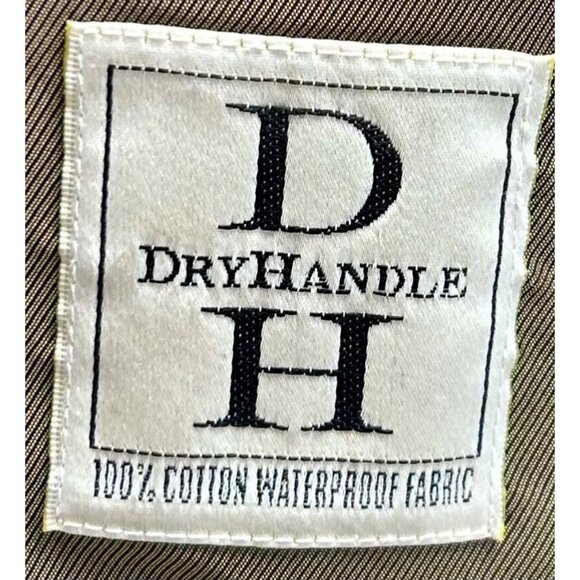 D
DRYHANDLE
H
100% COTTON WATERPROOF FABRIC